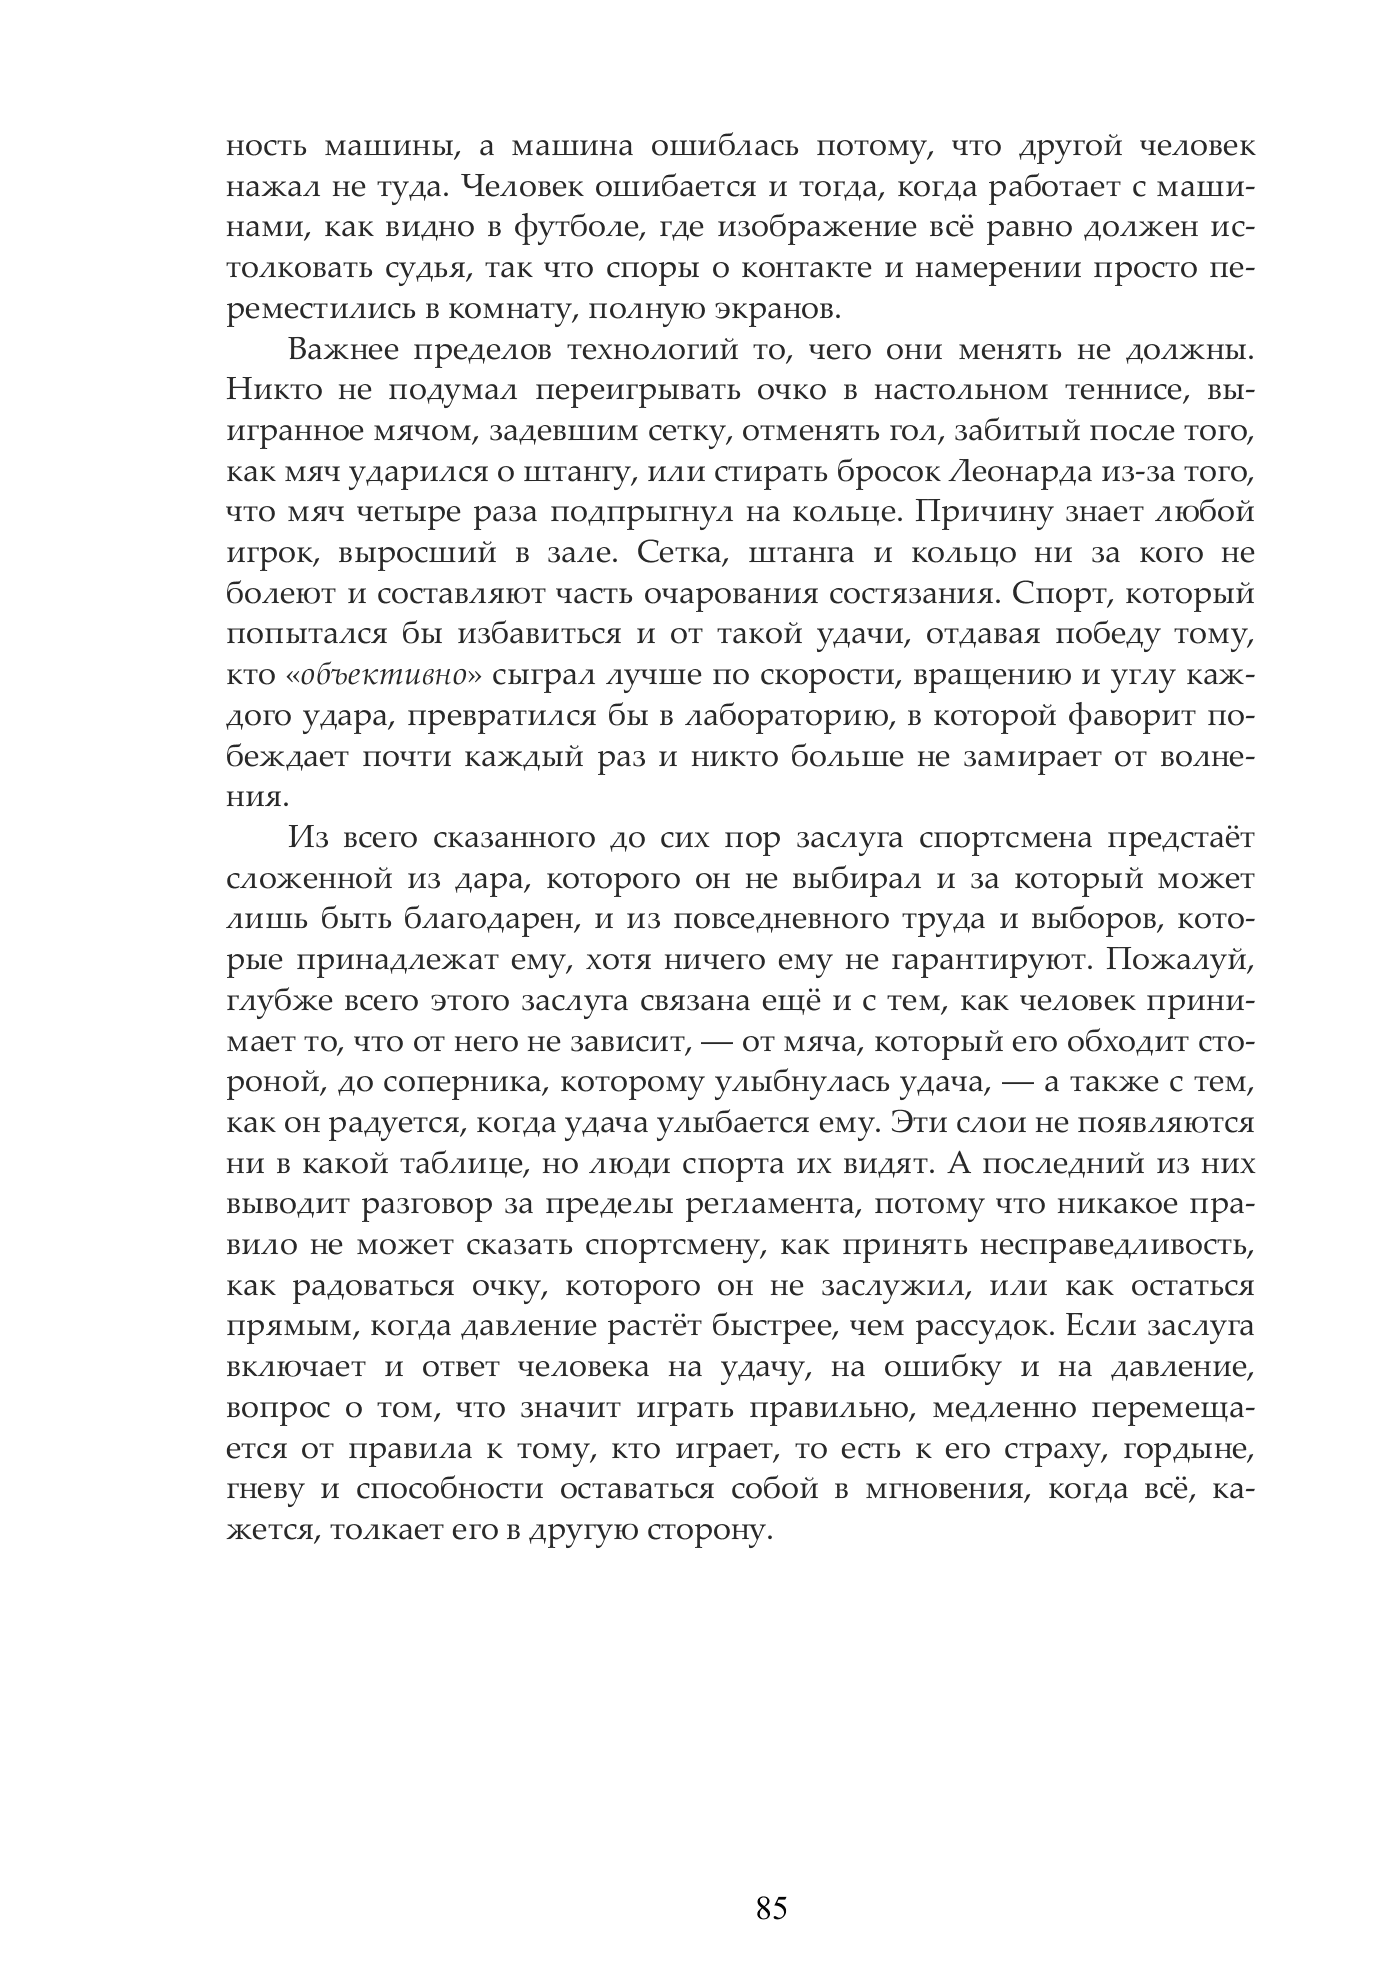 ность машины, а машина ошиблась потому, что другой человек
нажал не туда. Человек ошибается и тогда, когда работает с маши-
нами, как видно в футболе, где изображение всё равно должен ис-
толковать судья, так что споры о контакте и намерении просто пе-
реместились в комнату, полную экранов.
Важнее пределов технологий то, чего они менять не должны.
Никто не подумал переигрывать очко в настольном теннисе, вы-
игранное мячом, задевшим сетку, отменять гол, забитый после того,
как мяч ударился о штангу, или стирать бросок Леонарда из-за того,
что мяч четыре раза подпрыгнул на кольце. Причину знает любой
игрок, выросший в зале. Сетка, штанга и кольцо ни за кого не
болеют и составляют часть очарования состязания. Спорт, который
попытался бы избавиться и от такой удачи, отдавая победу тому,
кто «объективно» сыграл лучше по скорости, вращению и углу каж-
дого удара, превратился бы в лабораторию, в которой фаворит по-
беждает почти каждый раз и никто больше не замирает от волне-
ния.
Из всего сказанного до сих пор заслуга спортсмена предстаёт
сложенной из дара, которого он не выбирал и за который может
лишь быть благодарен, и из повседневного труда и выборов, кото-
рые принадлежат ему, хотя ничего ему не гарантируют. Пожалуй,
глубже всего этого заслуга связана ещё и с тем, как человек прини-
мает то, что от него не зависит, — от мяча, который его обходит сто-
роной, до соперника, которому улыбнулась удача, — а также с тем,
как он радуется, когда удача улыбается ему. Эти слои не появляются
ни в какой таблице, но люди спорта их видят. А последний из них
выводит разговор за пределы регламента, потому что никакое пра-
вило не может сказать спортсмену, как принять несправедливость,
как радоваться очку, которого он не заслужил, или как остаться
прямым, когда давление растёт быстрее, чем рассудок. Если заслуга
включает и ответ человека на удачу, на ошибку и на давление,
вопрос о том, что значит играть правильно, медленно перемеща-
ется от правила к тому, кто играет, то есть к его страху, гордыне,
гневу и способности оставаться собой в мгновения, когда всё, ка-
жется, толкает его в другую сторону.
85